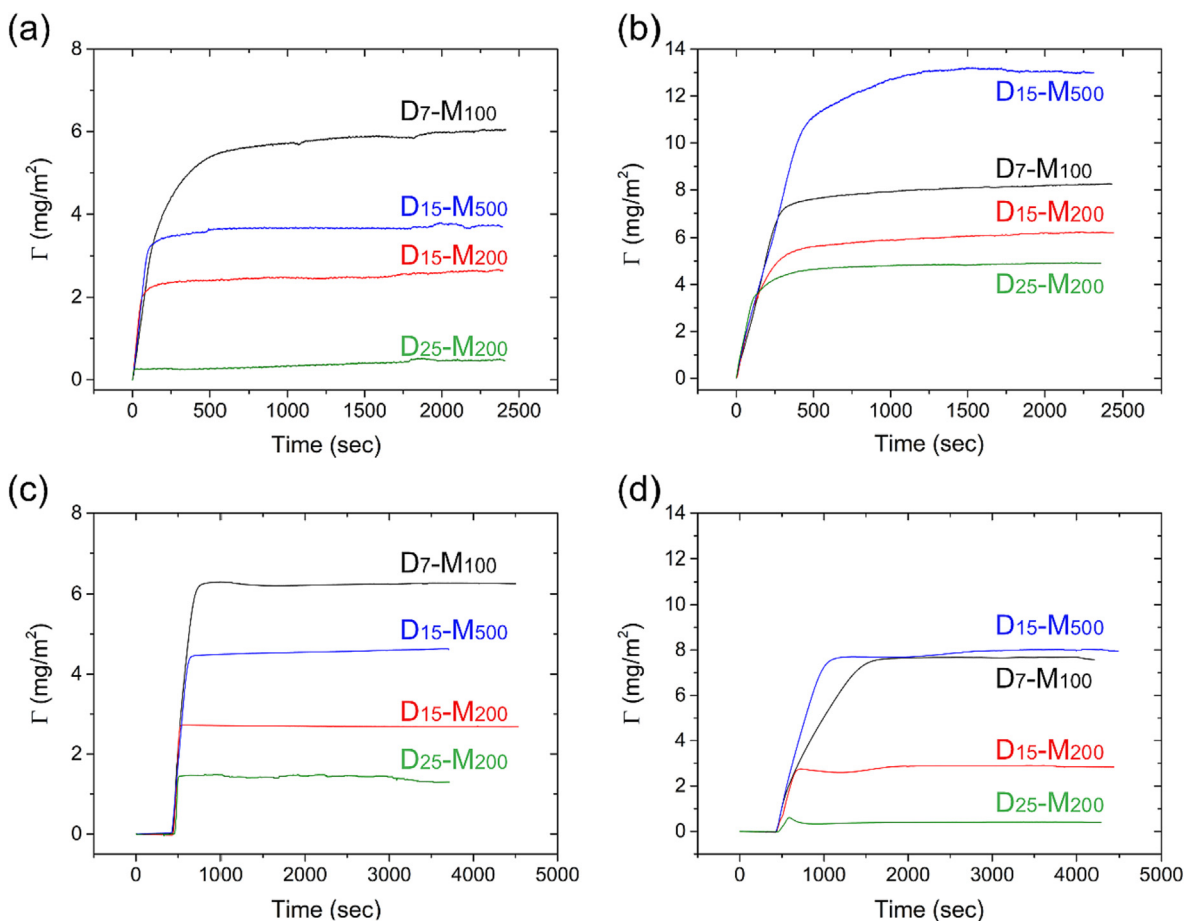 (a)
8
6
4
2
0
Γ (mg/m²)
D7-M100
D15-M500
D15-M200
D25-M200
0 500 1000 1500 2000 2500
Time (sec)
(b)
14
12
10
8
6
4
2
0
Γ (mg/m²)
D15-M500
D7-M100
D15-M200
D25-M200
0 500 1000 1500 2000 2500
Time (sec)
(c)
8
6
4
2
0
Γ (mg/m²)
D7-M100
D15-M500
D15-M200
D25-M200
0 1000 2000 3000 4000 5000
Time (sec)
(d)
14
12
10
8
6
4
2
0
Γ (mg/m²)
D15-M500
D7-M100
D15-M200
D25-M200
0 1000 2000 3000 4000 5000
Time (sec)